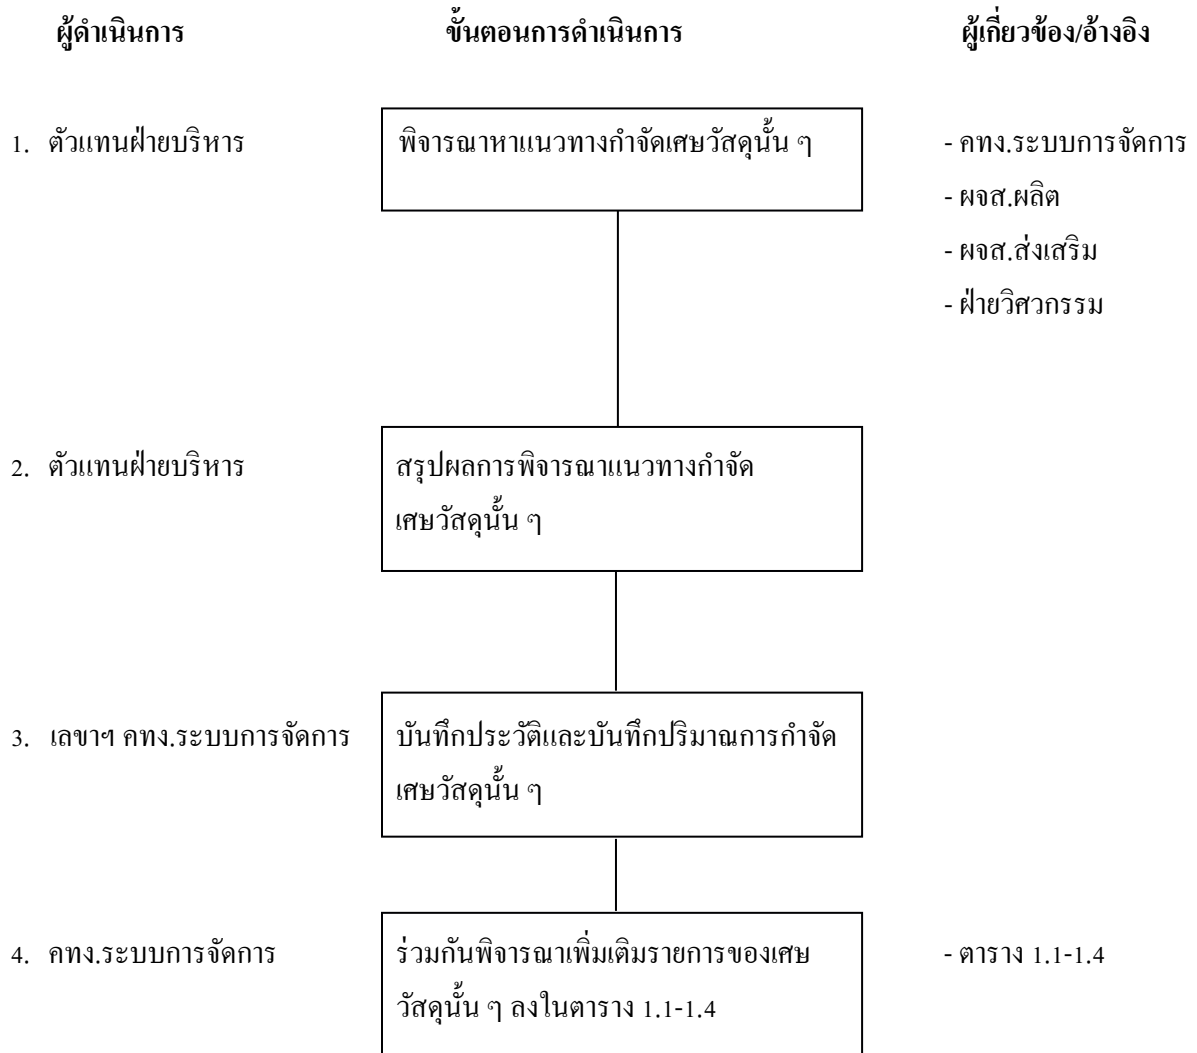 ผู้ดำเนินการ ขั้นตอนการดำเนินการ ผู้เกี่ยวข้อง/อ้างอิง
1. ตัวแทนฝ่ายบริหาร พิจารณาหาแนวทางกำจัดเศษวัสดุนั้น ๆ - คทง.ระบบการจัดการ
- ผจส.ผลิต
- ผจส.ส่งเสริม
- ฝ่ายวิศวกรรม
2. ตัวแทนฝ่ายบริหาร สรุปผลการพิจารณาแนวทางกำจัด
เศษวัสดุนั้น ๆ
3. เลขาฯ คทง.ระบบการจัดการ บันทึกประวัติและบันทึกปริมาณการกำจัด
เศษวัสดุนั้น ๆ
4. คทง.ระบบการจัดการ ร่วมกันพิจารณาเพิ่มเติมรายการของเศษ - ตาราง 1.1-1.4
วัสดุนั้น ๆ ลงในตาราง 1.1-1.4